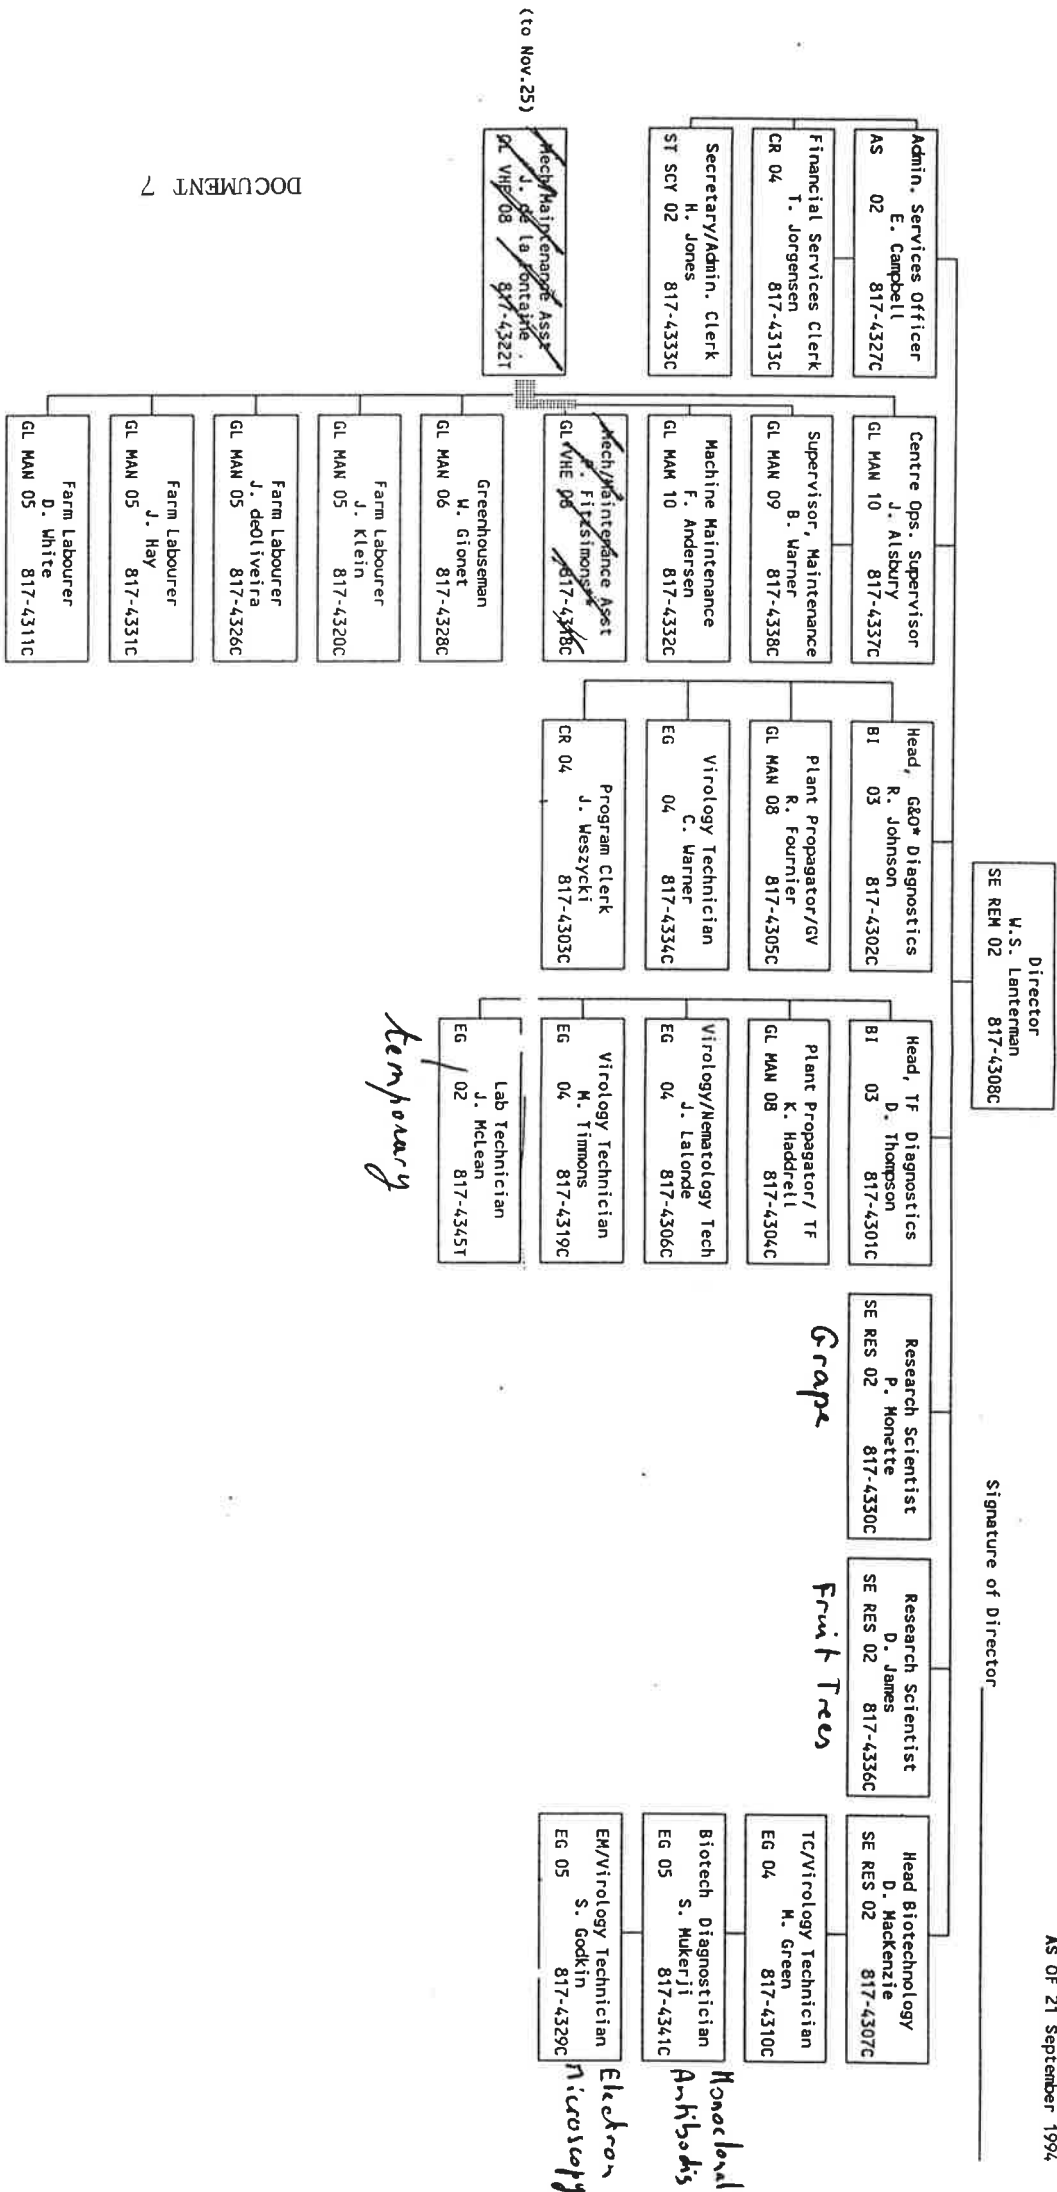 AS OF 21 September 1994
Signature of Director
Director
W.S. Lanterman
SE REM 02 817-4308C
Admin. Services Officer
E. Campbell
AS 02 817-4327C
Financial Services Clerk
T. Jorgensen
CR 04 817-4313C
Secretary/Admin. Clerk
H. Jones
ST SCY 02 817-4333C
(to Nov.25)
Mech/Maintenance Asst
J. de la Fontaine .
GL VHE 08 817-4322T
Centre Ops. Supervisor
J. Alsbury
GL MAN 10 817-4337C
Supervisor, Maintenance
B. Warner
GL MAN 09 817-4338C
Machine Maintenance
F. Andersen
GL MAM 10 817-4332C
Mech/Maintenance Asst
P. Fitzsimons**
GL VHE 08 817-4318C
Greenhouseman
W. Gionet
GL MAN 06 817-4328C
Farm Labourer
J. Klein
GL MAN 05 817-4320C
Farm Labourer
J. deOliveira
GL MAN 05 817-4326C
Farm Labourer
J. Hay
GL MAN 05 817-4331C
Farm Labourer
D. White
GL MAN 05 817-4311C
Head, G&O* Diagnostics
R. Johnson
BI 03 817-4302C
Plant Propagator/GV
R. Fournier
GL MAN 08 817-4305C
Virology Technician
C. Warner
EG 04 817-4334C
Program Clerk
J. Weszycki
CR 04 817-4303C
Head, TF Diagnostics
D. Thompson
BI 03 817-4301C
Plant Propagator/ TF
K. Haddrell
GL MAN 08 817-4304C
Virology/Nematology Tech
J. Lalonde
EG 04 817-4306C
Virology Technician
M. Timmons
EG 04 817-4319C
Lab Technician
J. McLean
EG 02 817-4345T
temporary
Research Scientist
P. Monette
SE RES 02 817-4330C
Grape
Research Scientist
D. James
SE RES 02 817-4336C
Fruit Trees
Head Biotechnology
D. MacKenzie
SE RES 02 817-4307C
TC/Virology Technician
M. Green
EG 04 817-4310C
Biotech Diagnostician
S. Mukerji
EG 05 817-4341C
Monoclonal
Antibodis
EM/Virology Technician
S. Godkin
EG 05 817-4329C
Electron
Microscopy
DOCUMENT 7